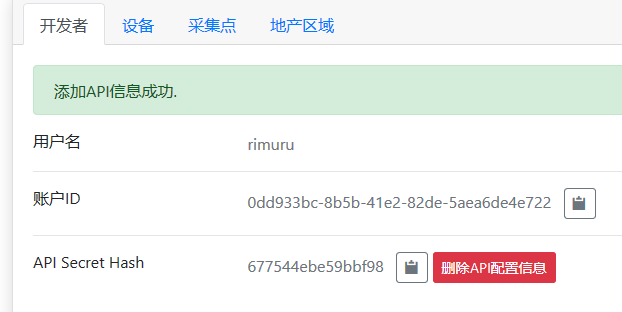 开发者 设备 采集点 地产区域
添加API信息成功.
用户名 rimuru
账户ID 0dd933bc-8b5b-41e2-82de-5aea6de4e722
API Secret Hash 677544ebe59bbf98 删除API配置信息